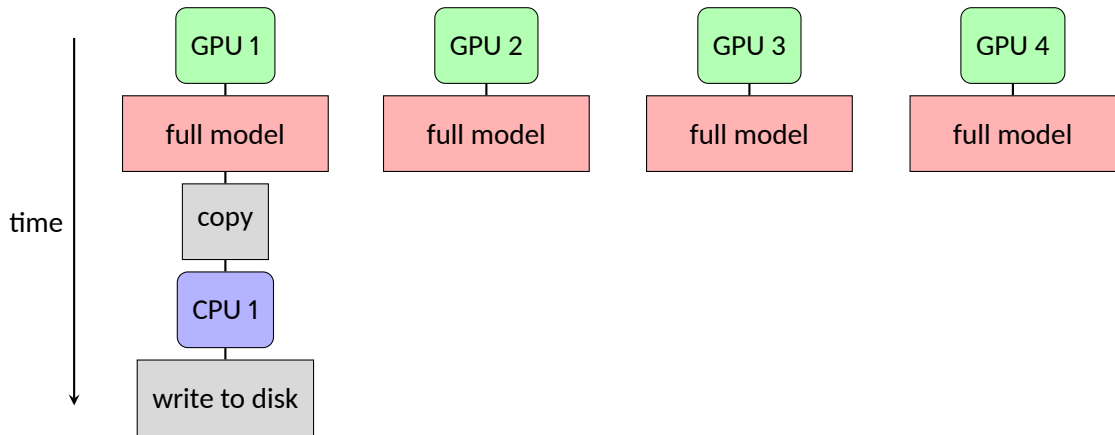 GPU 1
GPU 2
GPU 3
GPU 4
full model
full model
full model
full model
copy
time
CPU 1
write to disk